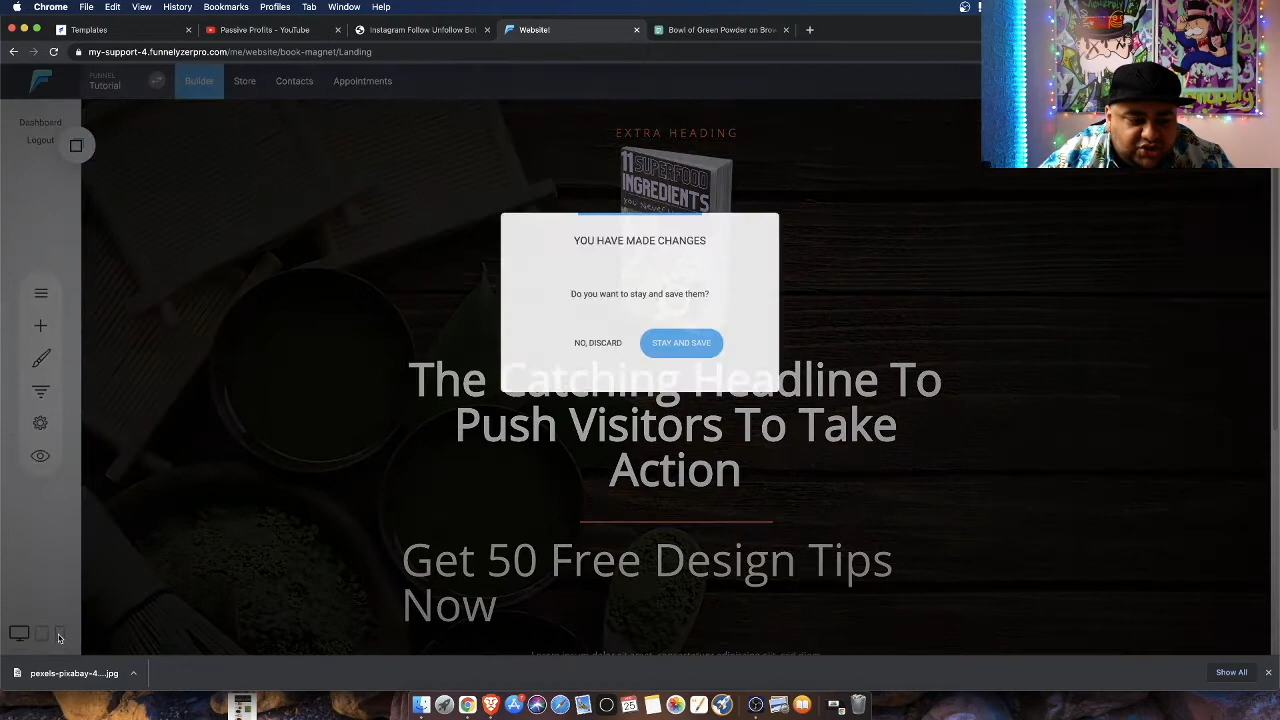 Chrome File Edit View History Bookmarks Profiles Tab Window Help
Templates
Passive Profits - YouTube
Instagram Follow Unfollow Bot
Website!
Bowl of Green Powder on Brow
my-support-4.funnelyzerpro.com/me/website/book-magnet/Landing
FUNNEL
Tutorial
Builder
Store
Contacts
Appointments
Dashboard
Logout
EXTRA HEADING
11 SUPERFOOD
INGREDIENTS
You Never
YOU HAVE MADE CHANGES
Do you want to stay and save them?
NO, DISCARD
STAY AND SAVE
The Catching Headline To
Push Visitors To Take
Action
Get 50 Free Design Tips
Now
pexels-pixabay-4....jpg
Show All